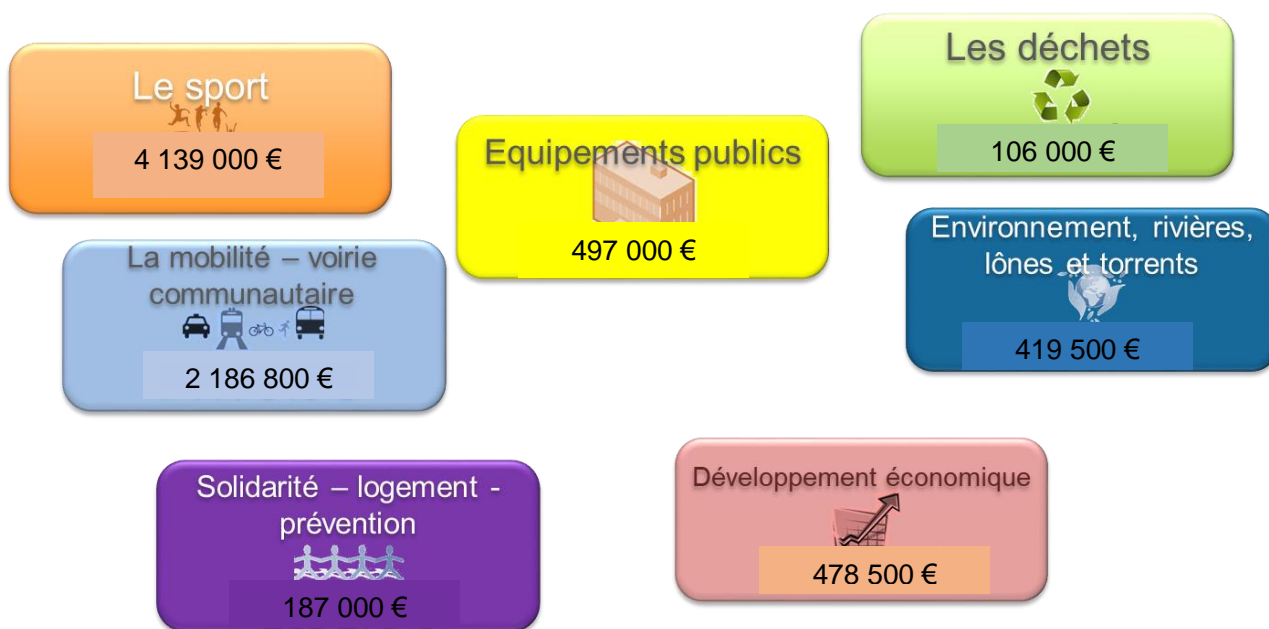 Le sport
4 139 000 €
Les déchets
106 000 €
Equipements publics
497 000 €
La mobilité – voirie
communautaire
2 186 800 €
Environnement, rivières,
lônes et torrents
419 500 €
Solidarité – logement -
prévention
187 000 €
Développement économique
478 500 €